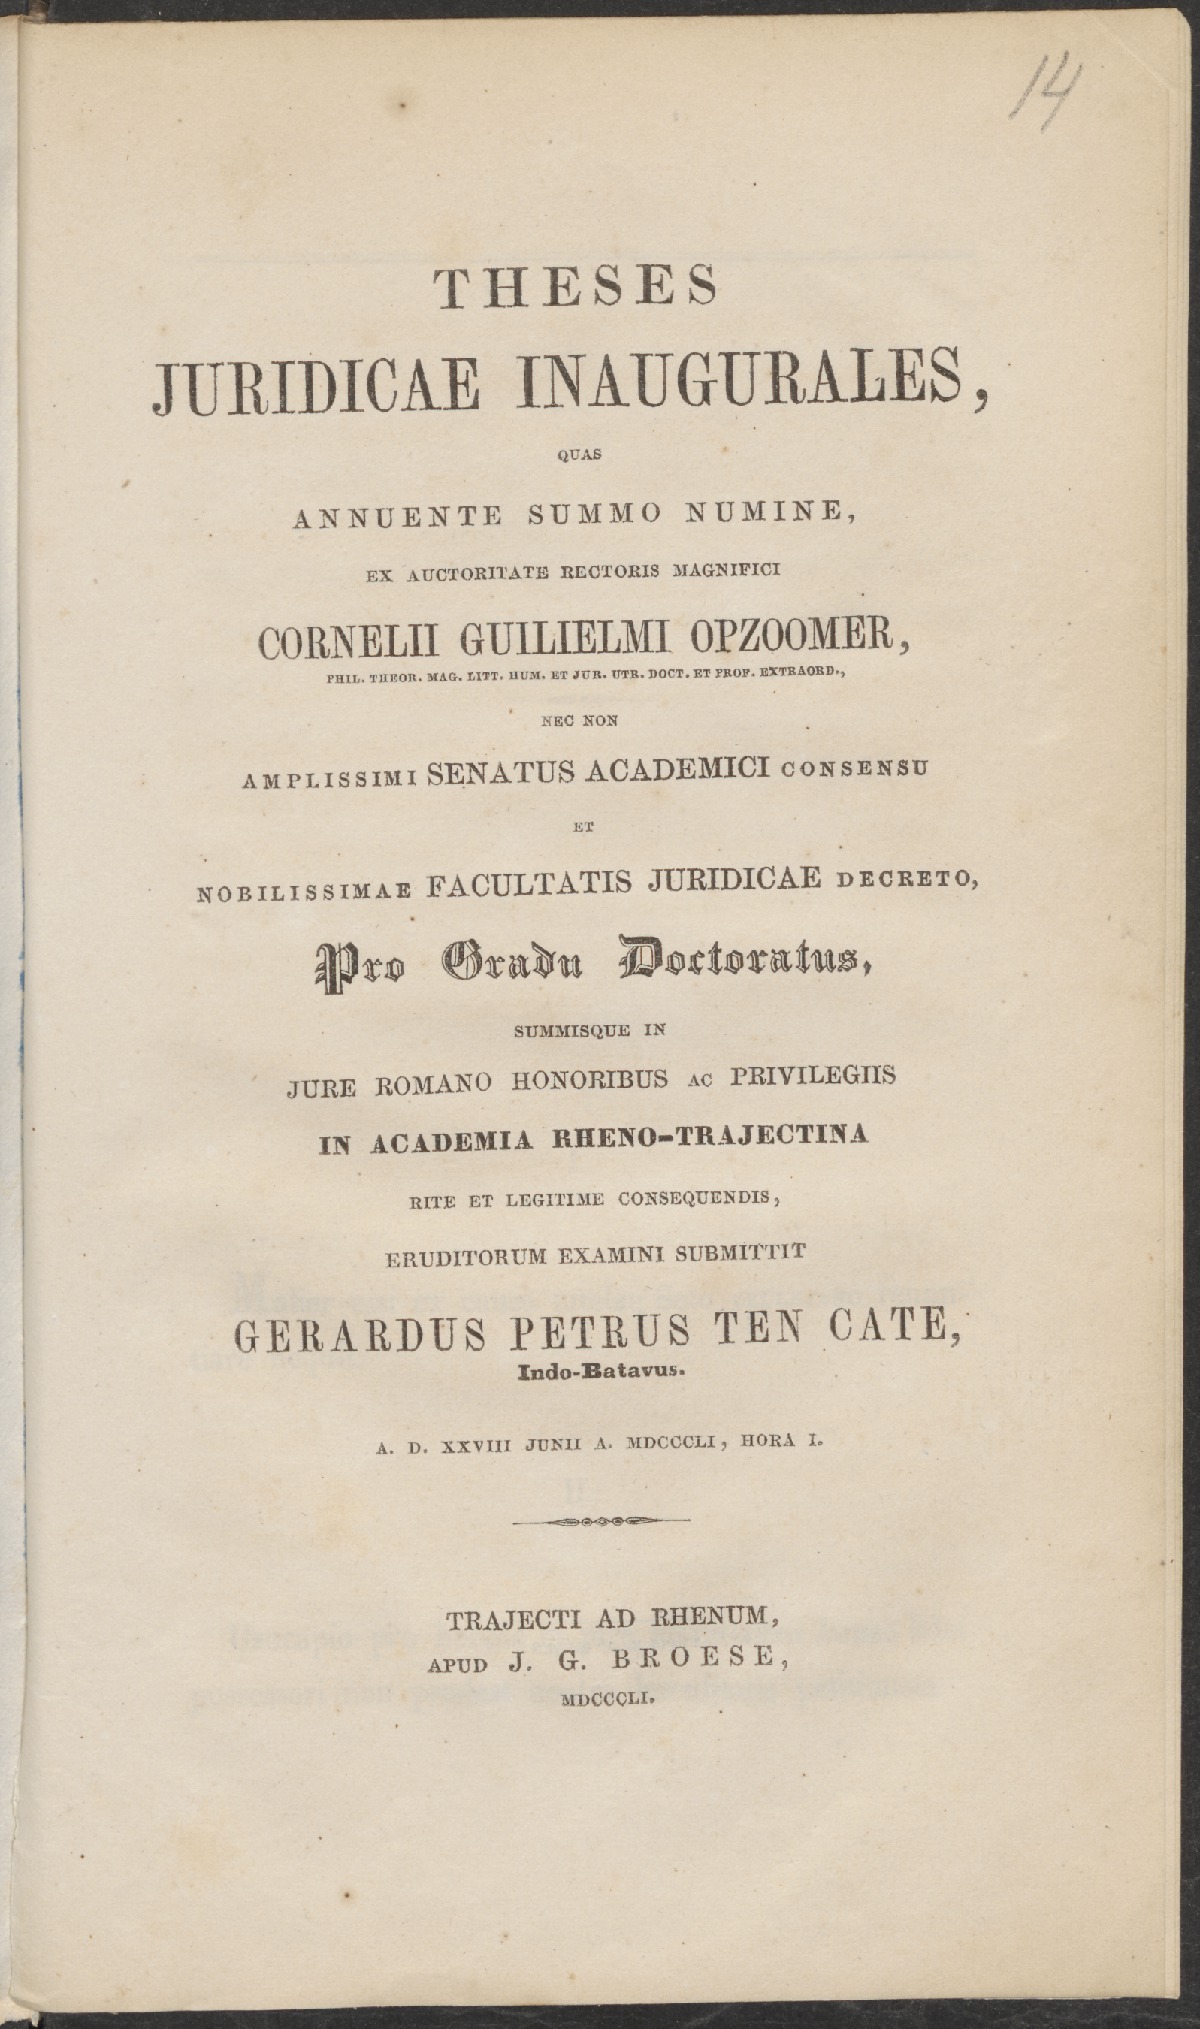 14
THESES
JURIDICAE INAUGURALES,
QUAS
ANNUENTE SUMMO NUMINE,
EX AUCTORITATE RECTORIS MAGNIFICI
CORNELII GUILIELMI OPZOOMER,
PHIL. THEOR. MAG. LITT. HUM. ET JUR. UTR. DOCT. ET PROF. EXTRAORD.,
NEC NON
AMPLISSIMI SENATUS ACADEMICI CONSENSU
ET
NOBILISSIMAE FACULTATIS JURIDICAE DECRETO,
Pro Gradu Doctoratus,
SUMMISQUE IN
JURE ROMANO HONORIBUS AC PRIVILEGIIS
IN ACADEMIA RHENO-TRAJECTINA
RITE ET LEGITIME CONSEQUENDIS,
ERUDITORUM EXAMINI SUBMITTIT
GERARDUS PETRUS TEN CATE,
Indo-Batavus.
A. D. XXVIII JUNII A. MDCCCLI, HORA I.
TRAJECTI AD RHENUM,
APUD J. G. BROESE,
MDCCCLI.